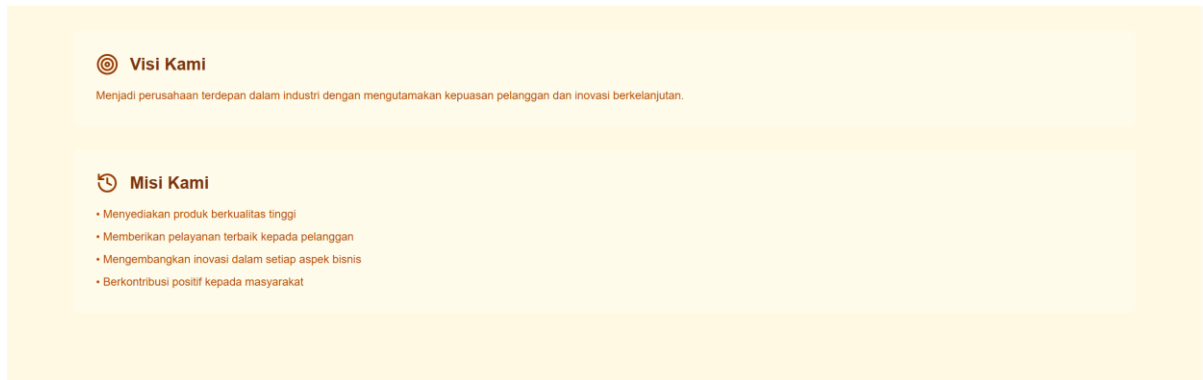 Visi Kami
Menjadi perusahaan terdepan dalam industri dengan mengutamakan kepuasan pelanggan dan inovasi berkelanjutan.
Misi Kami
• Menyediakan produk berkualitas tinggi
• Memberikan pelayanan terbaik kepada pelanggan
• Mengembangkan inovasi dalam setiap aspek bisnis
• Berkontribusi positif kepada masyarakat